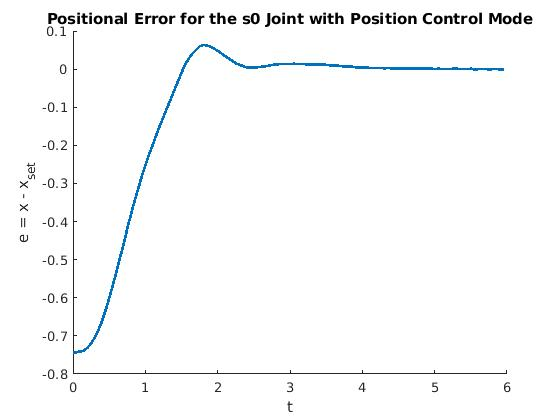 Positional Error for the s0 Joint with Position Control Mode
0.1
0
-0.1
-0.2
-0.3
-0.4
-0.5
-0.6
-0.7
-0.8
e = x - x_set
0 1 2 3 4 5 6
t